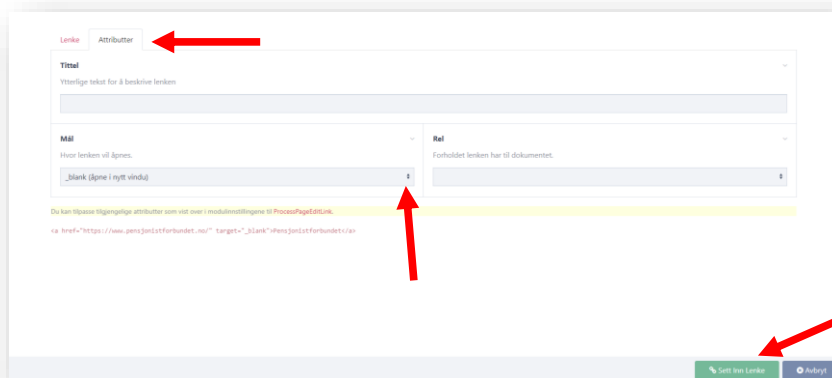 Lenke Attributter
Tittel
Ytterlige tekst for å beskrive lenken
Mål
Hvor lenken vil åpnes.
_blank (åpne i nytt vindu)
Rel
Forholdet lenken har til dokumentet.
Du kan tilpasse tilgjengelige attributter som vist over i modulinnstillingene til ProcessPageEditLink.
<a href="https://www.pensjonistforbundet.no/" target="_blank">Pensjonistforbundet</a>
Sett Inn Lenke Avbryt